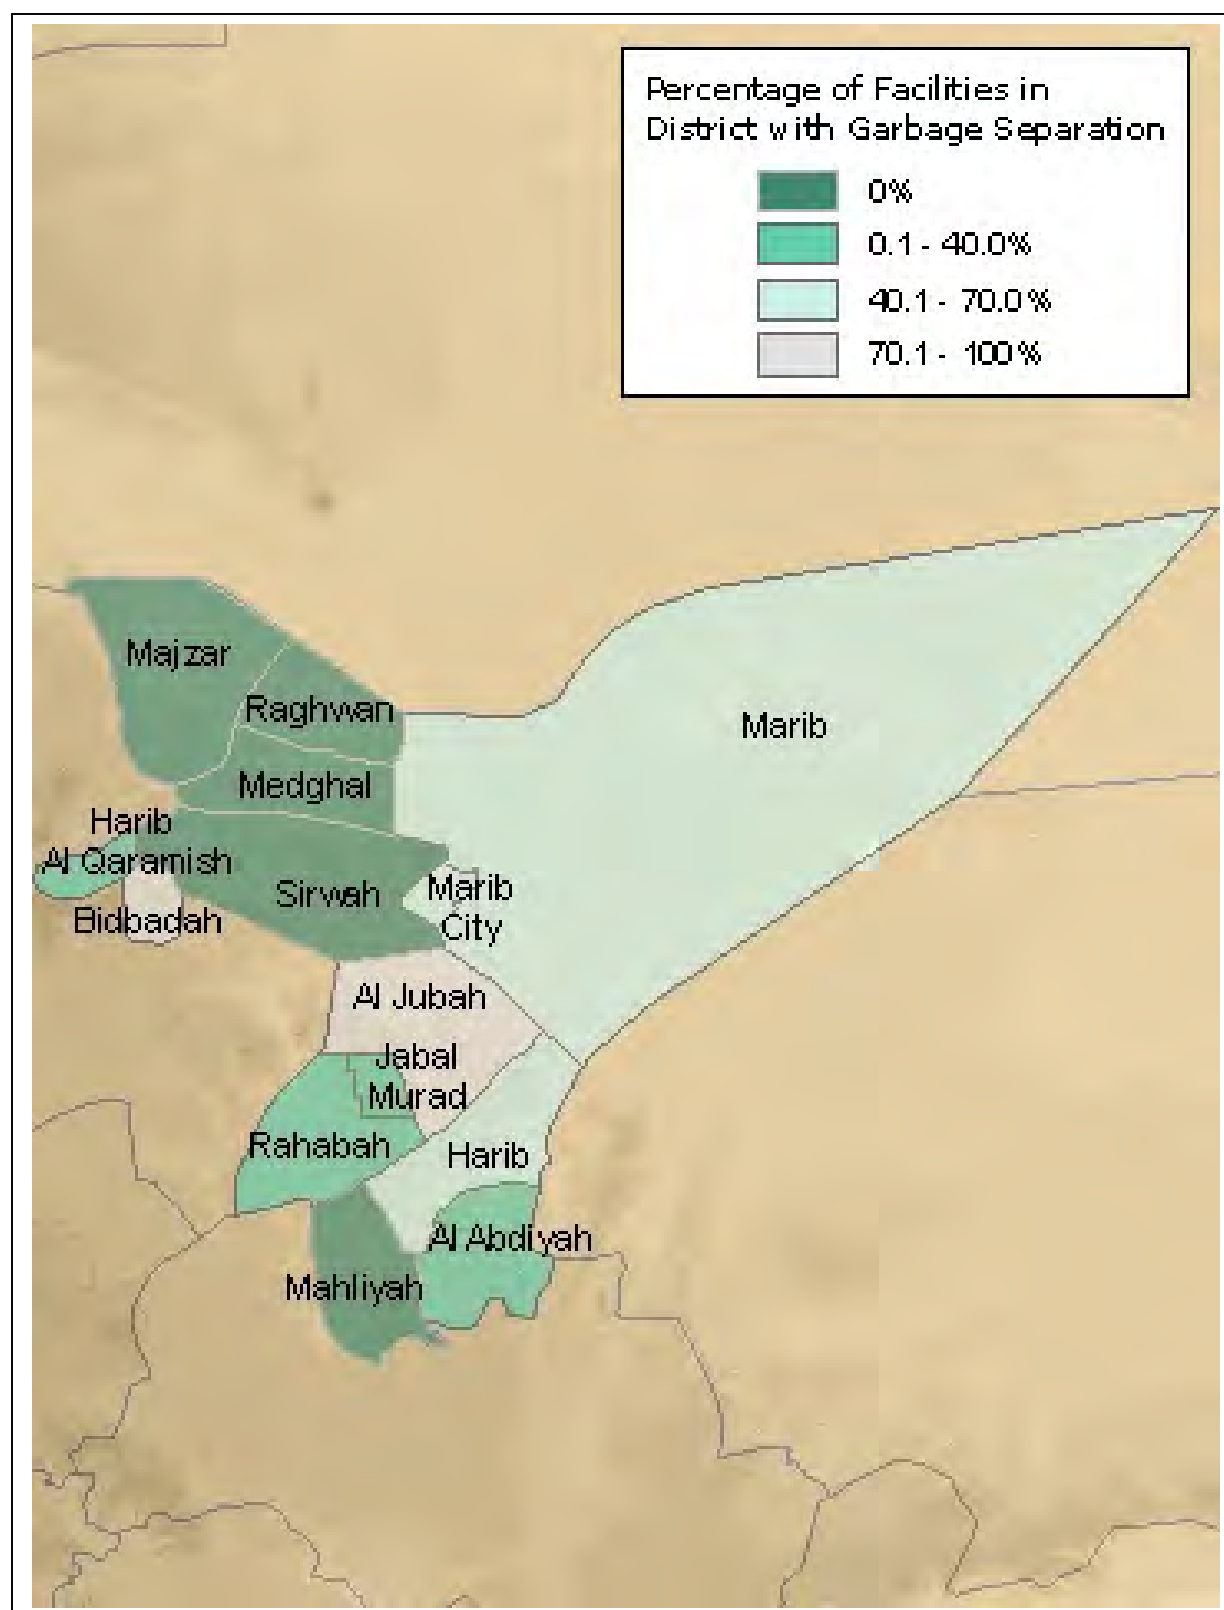 Percentage of Facilities in
District with Garbage Separation
0%
0.1 - 40.0%
40.1 - 70.0%
70.1 - 100%
Majzar
Raghwan
Marib
Medghal
Harib
Al Qaramish
Sirwah
Marib
City
Bidbadah
Al Jubah
Jabal
Murad
Rahabah
Harib
Al Abdiyah
Mahliyah